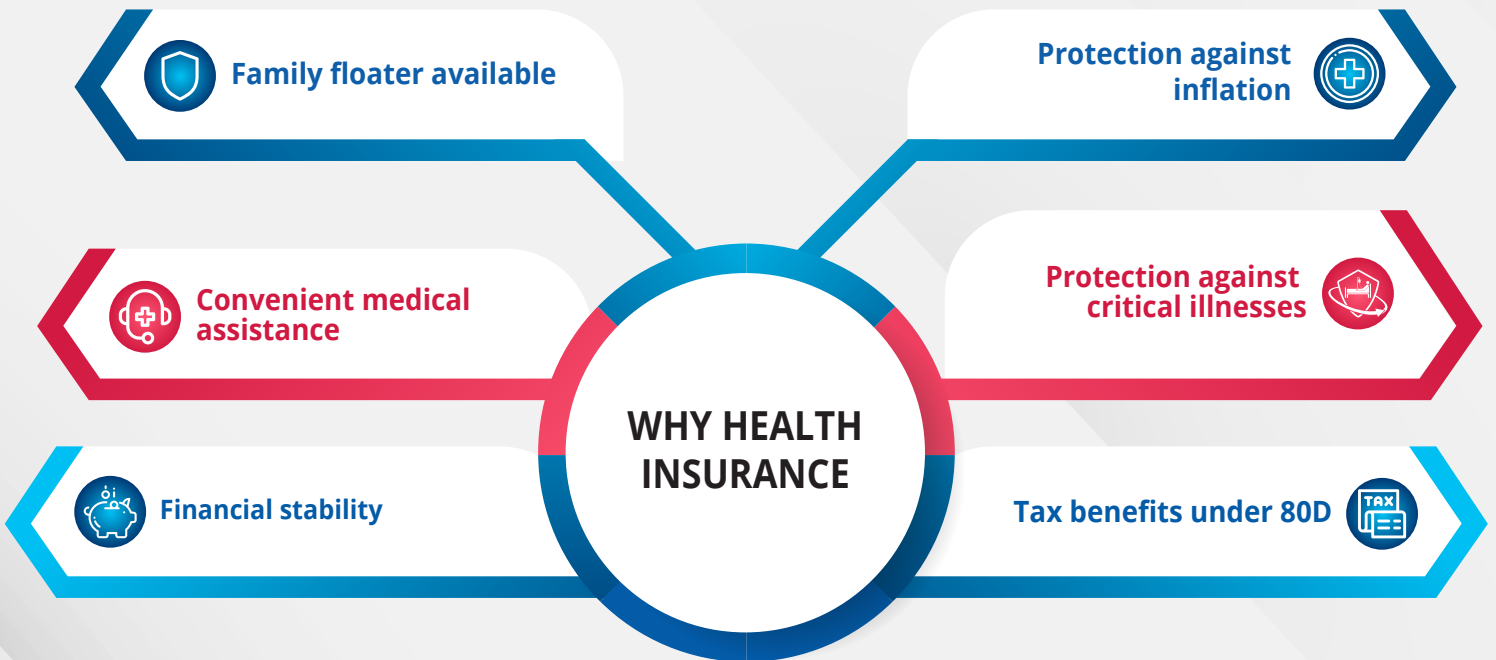 Family floater available
Protection against
inflation
Convenient medical
assistance
Protection against
critical illnesses
WHY HEALTH
INSURANCE
Financial stability
Tax benefits under 80D
TAX